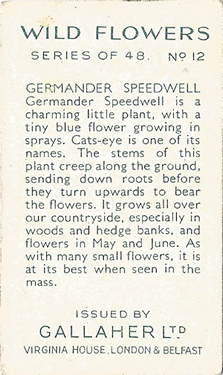 WILD FLOWERS
SERIES OF 48. Nº 12
GERMANDER SPEEDWELL
Germander Speedwell is a
charming little plant, with a
tiny blue flower growing in
sprays. Cats-eye is one of its
names. The stems of this
plant creep along the ground,
sending down roots before
they turn upwards to bear
the flowers. It grows all over
our countryside, especially in
woods and hedge banks, and
flowers in May and June. As
with many small flowers, it is
at its best when seen in the
mass.
ISSUED BY
GALLAHER LTD
VIRGINIA HOUSE, LONDON & BELFAST